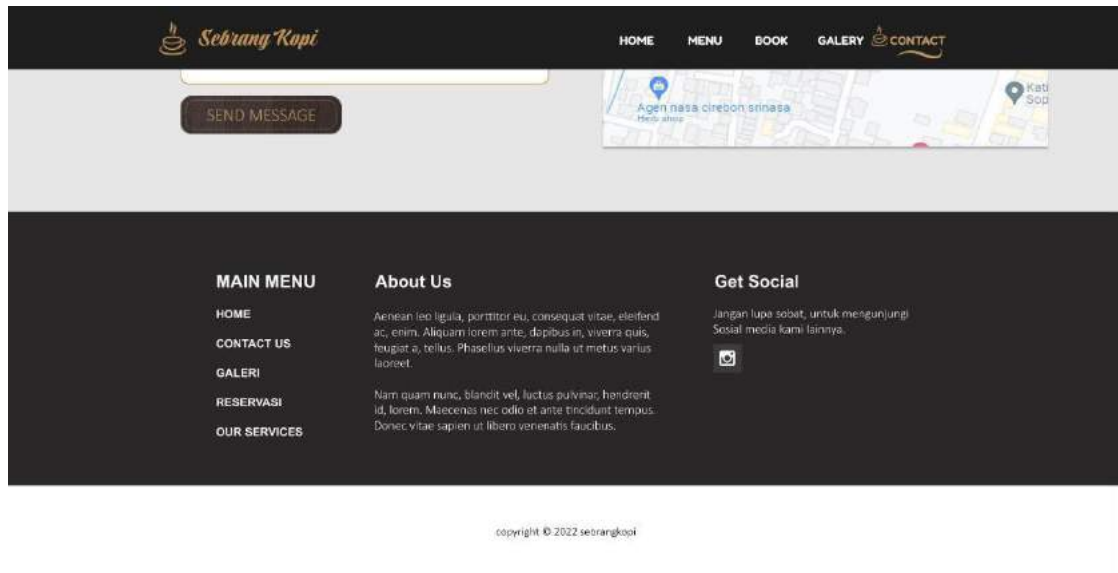 Sebrang Kopi
HOME MENU BOOK GALERY CONTACT
SEND MESSAGE
Agen nasa cirebon srinasa
Herb shop
Kati
Sop
MAIN MENU
HOME
CONTACT US
GALERI
RESERVASI
OUR SERVICES
About Us
Aenean leo ligula, porttitor eu, consequat vitae, eleifend
ac, enim. Aliquam lorem ante, dapibus in, viverra quis,
feugiat a, tellus. Phasellus viverra nulla ut metus varius
laoreet.
Nam quam nunc, blandit vel, luctus pulvinar, hendrerit
id, lorem. Maecenas nec odio et ante tincidunt tempus.
Donec vitae sapien ut libero venenatis faucibus.
Get Social
Jangan lupa sobat, untuk mengunjungi
Sosial media kami lainnya.
copyright © 2022 sebrangkopi